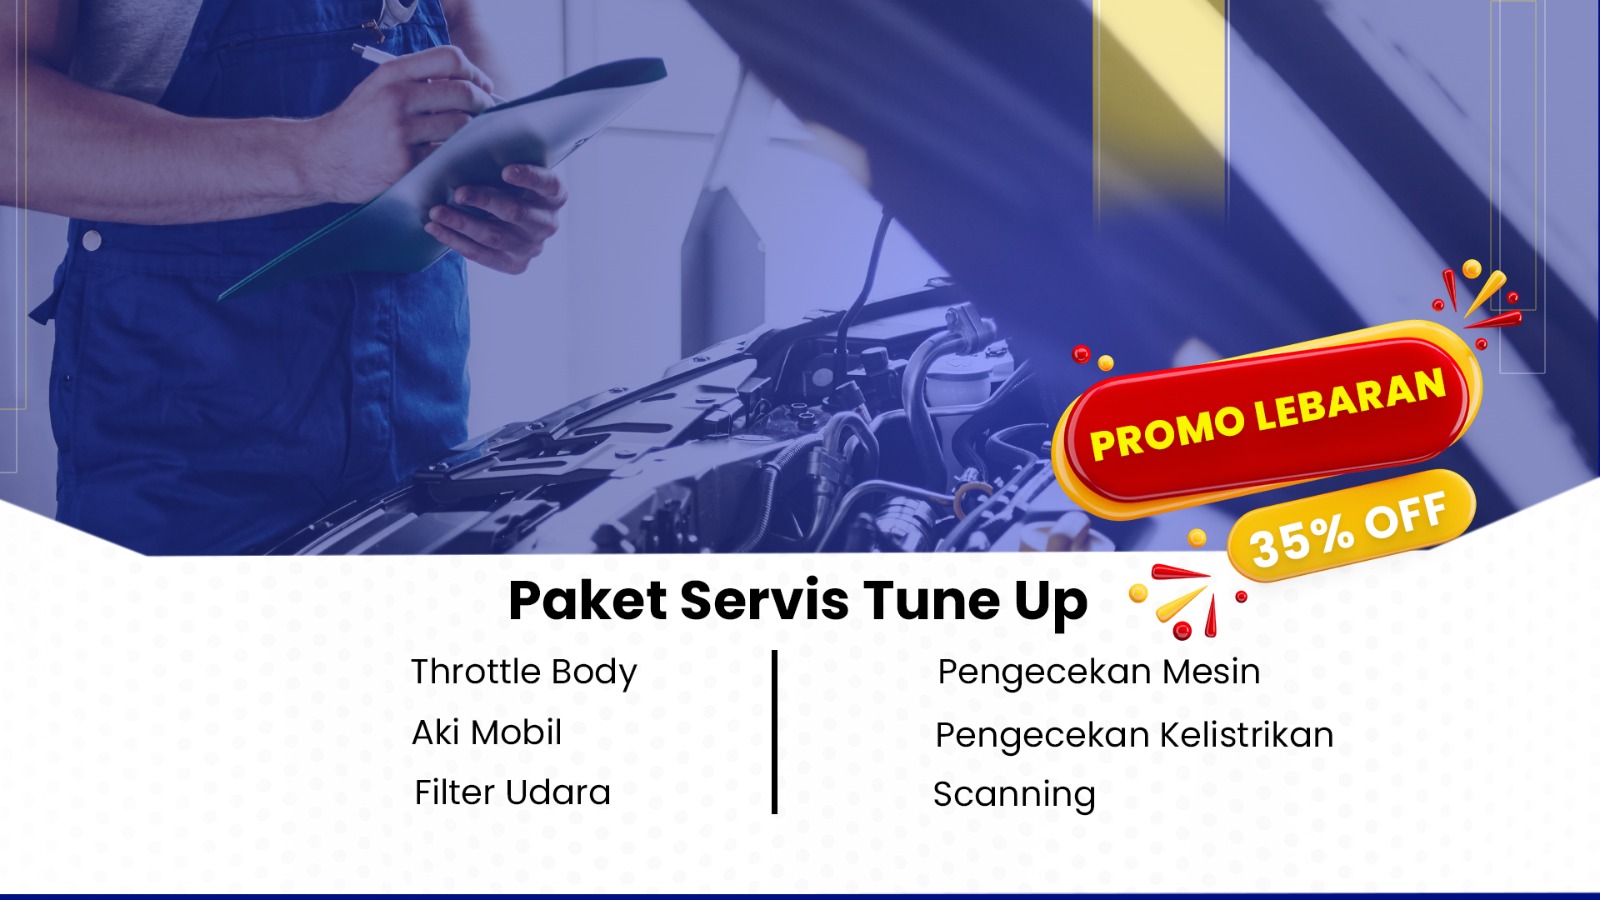 PROMO LEBARAN
35% OFF
Paket Servis Tune Up
Throttle Body
Aki Mobil
Filter Udara
Pengecekan Mesin
Pengecekan Kelistrikan
Scanning